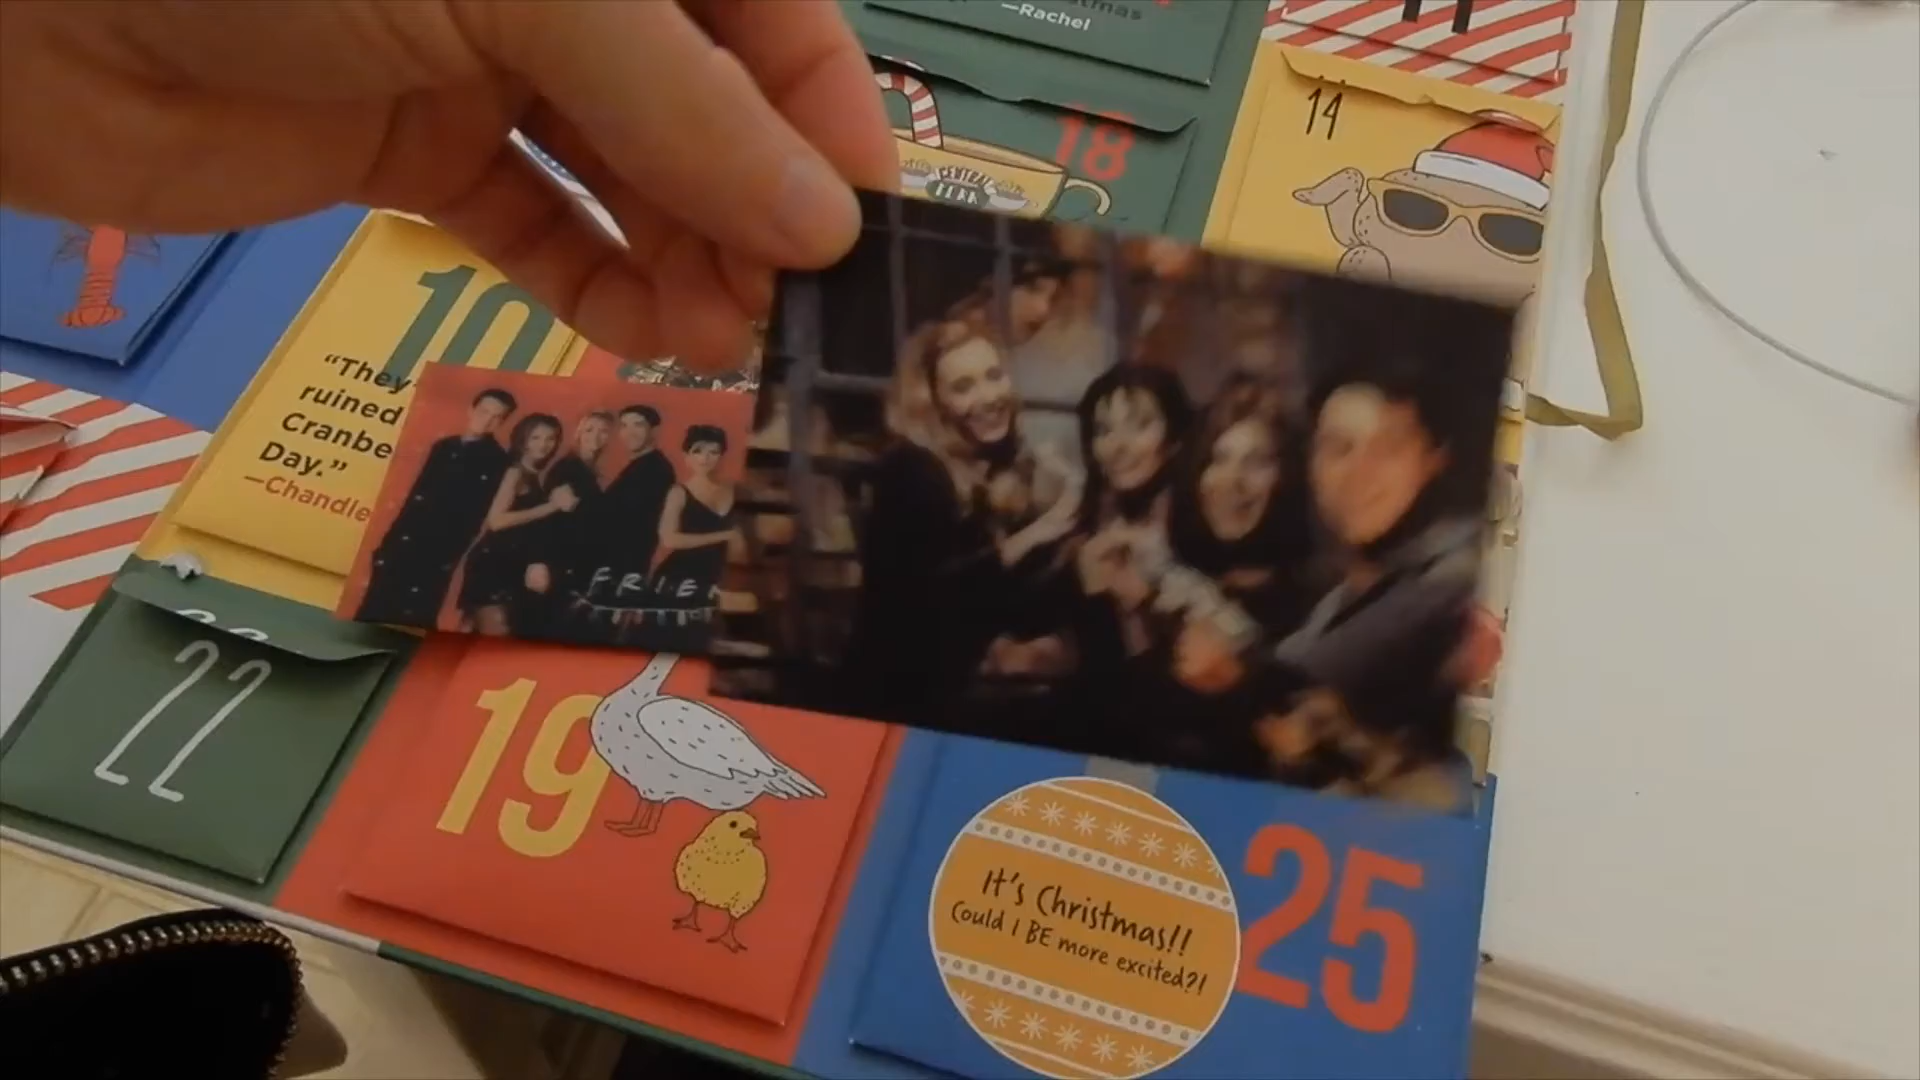 —Rachel
18
14
CENTRAL
PERK
10
"They
ruined
Cranbe
Day."
—Chandle
FRIE
22
19
It's Christmas!!
Could I BE more excited?!
25